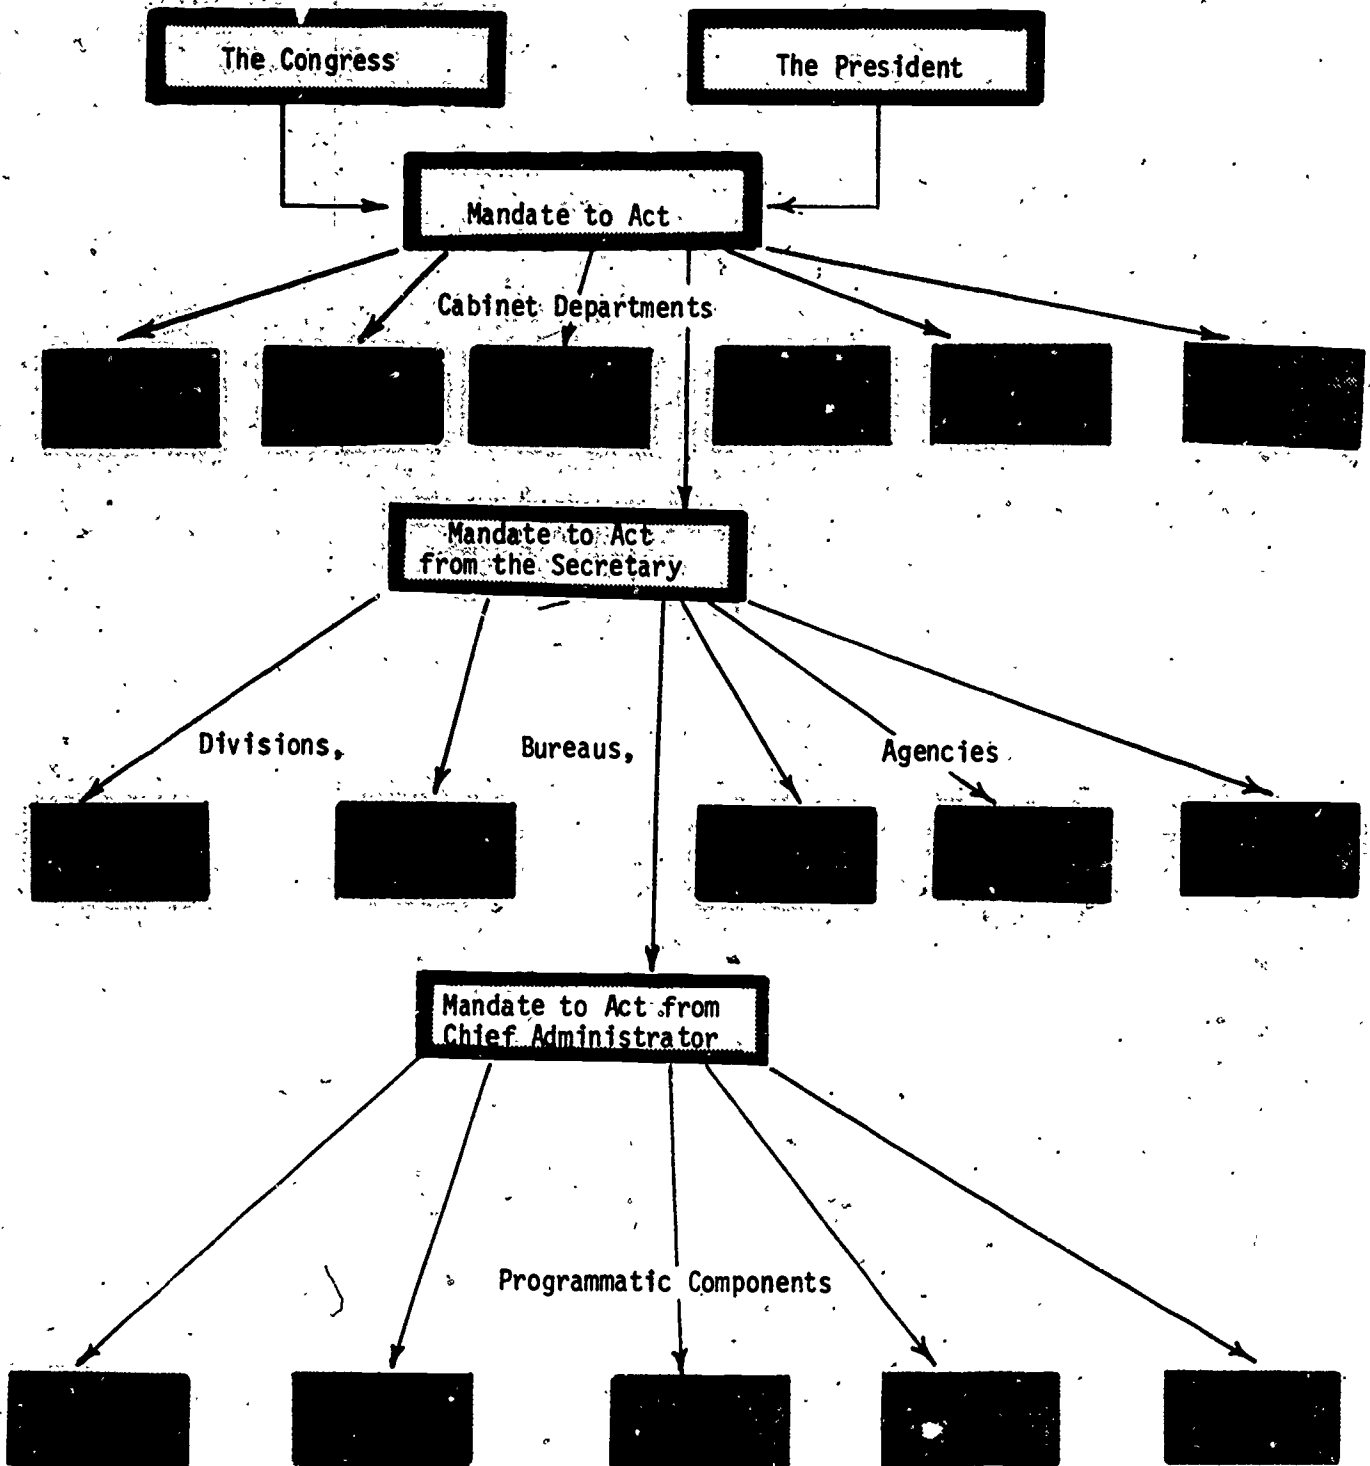 The Congress
The President
Mandate to Act
Cabinet Departments
Mandate to Act
from the Secretary
Divisions,
Bureaus,
Agencies
Mandate to Act from
Chief Administrator
Programmatic Components